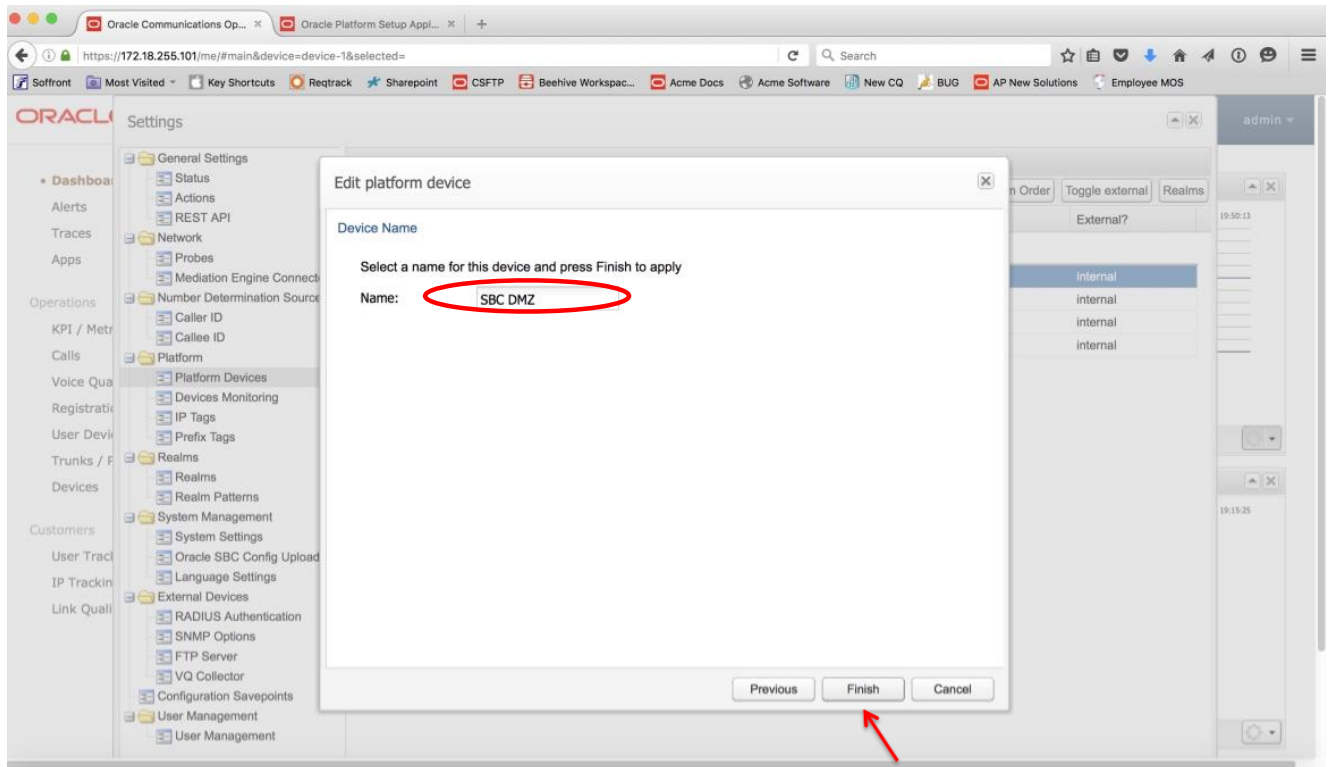 Oracle Communications Op... ×
Oracle Platform Setup Appl... ×
https://172.18.255.101/me/#main&device=device-1&selected=
Search
Soffront Most Visited Key Shortcuts Reqtrack Sharepoint CSFTP Beehive Workspac... Acme Docs Acme Software New CQ BUG AP New Solutions Employee MOS
ORACL
Settings
admin
General Settings
Status
Actions
REST API
Network
Probes
Mediation Engine Connect
Number Determination Source
Caller ID
Callee ID
Platform
Platform Devices
Devices Monitoring
IP Tags
Prefix Tags
Realms
Realms
Realm Patterns
System Management
System Settings
Oracle SBC Config Upload
Language Settings
External Devices
RADIUS Authentication
SNMP Options
FTP Server
VQ Collector
Configuration Savepoints
User Management
User Management
• Dashboa
Alerts
Traces
Apps
Operations
KPI / Metr
Calls
Voice Qua
Registrati
User Devi
Trunks / P
Devices
Customers
User Trac
IP Trackin
Link Quali
Edit platform device
Device Name
Select a name for this device and press Finish to apply
Name: SBC DMZ
Previous Finish Cancel
n Order Toggle external Realms
External?
internal
internal
internal
internal
19:50:13
19:15:25